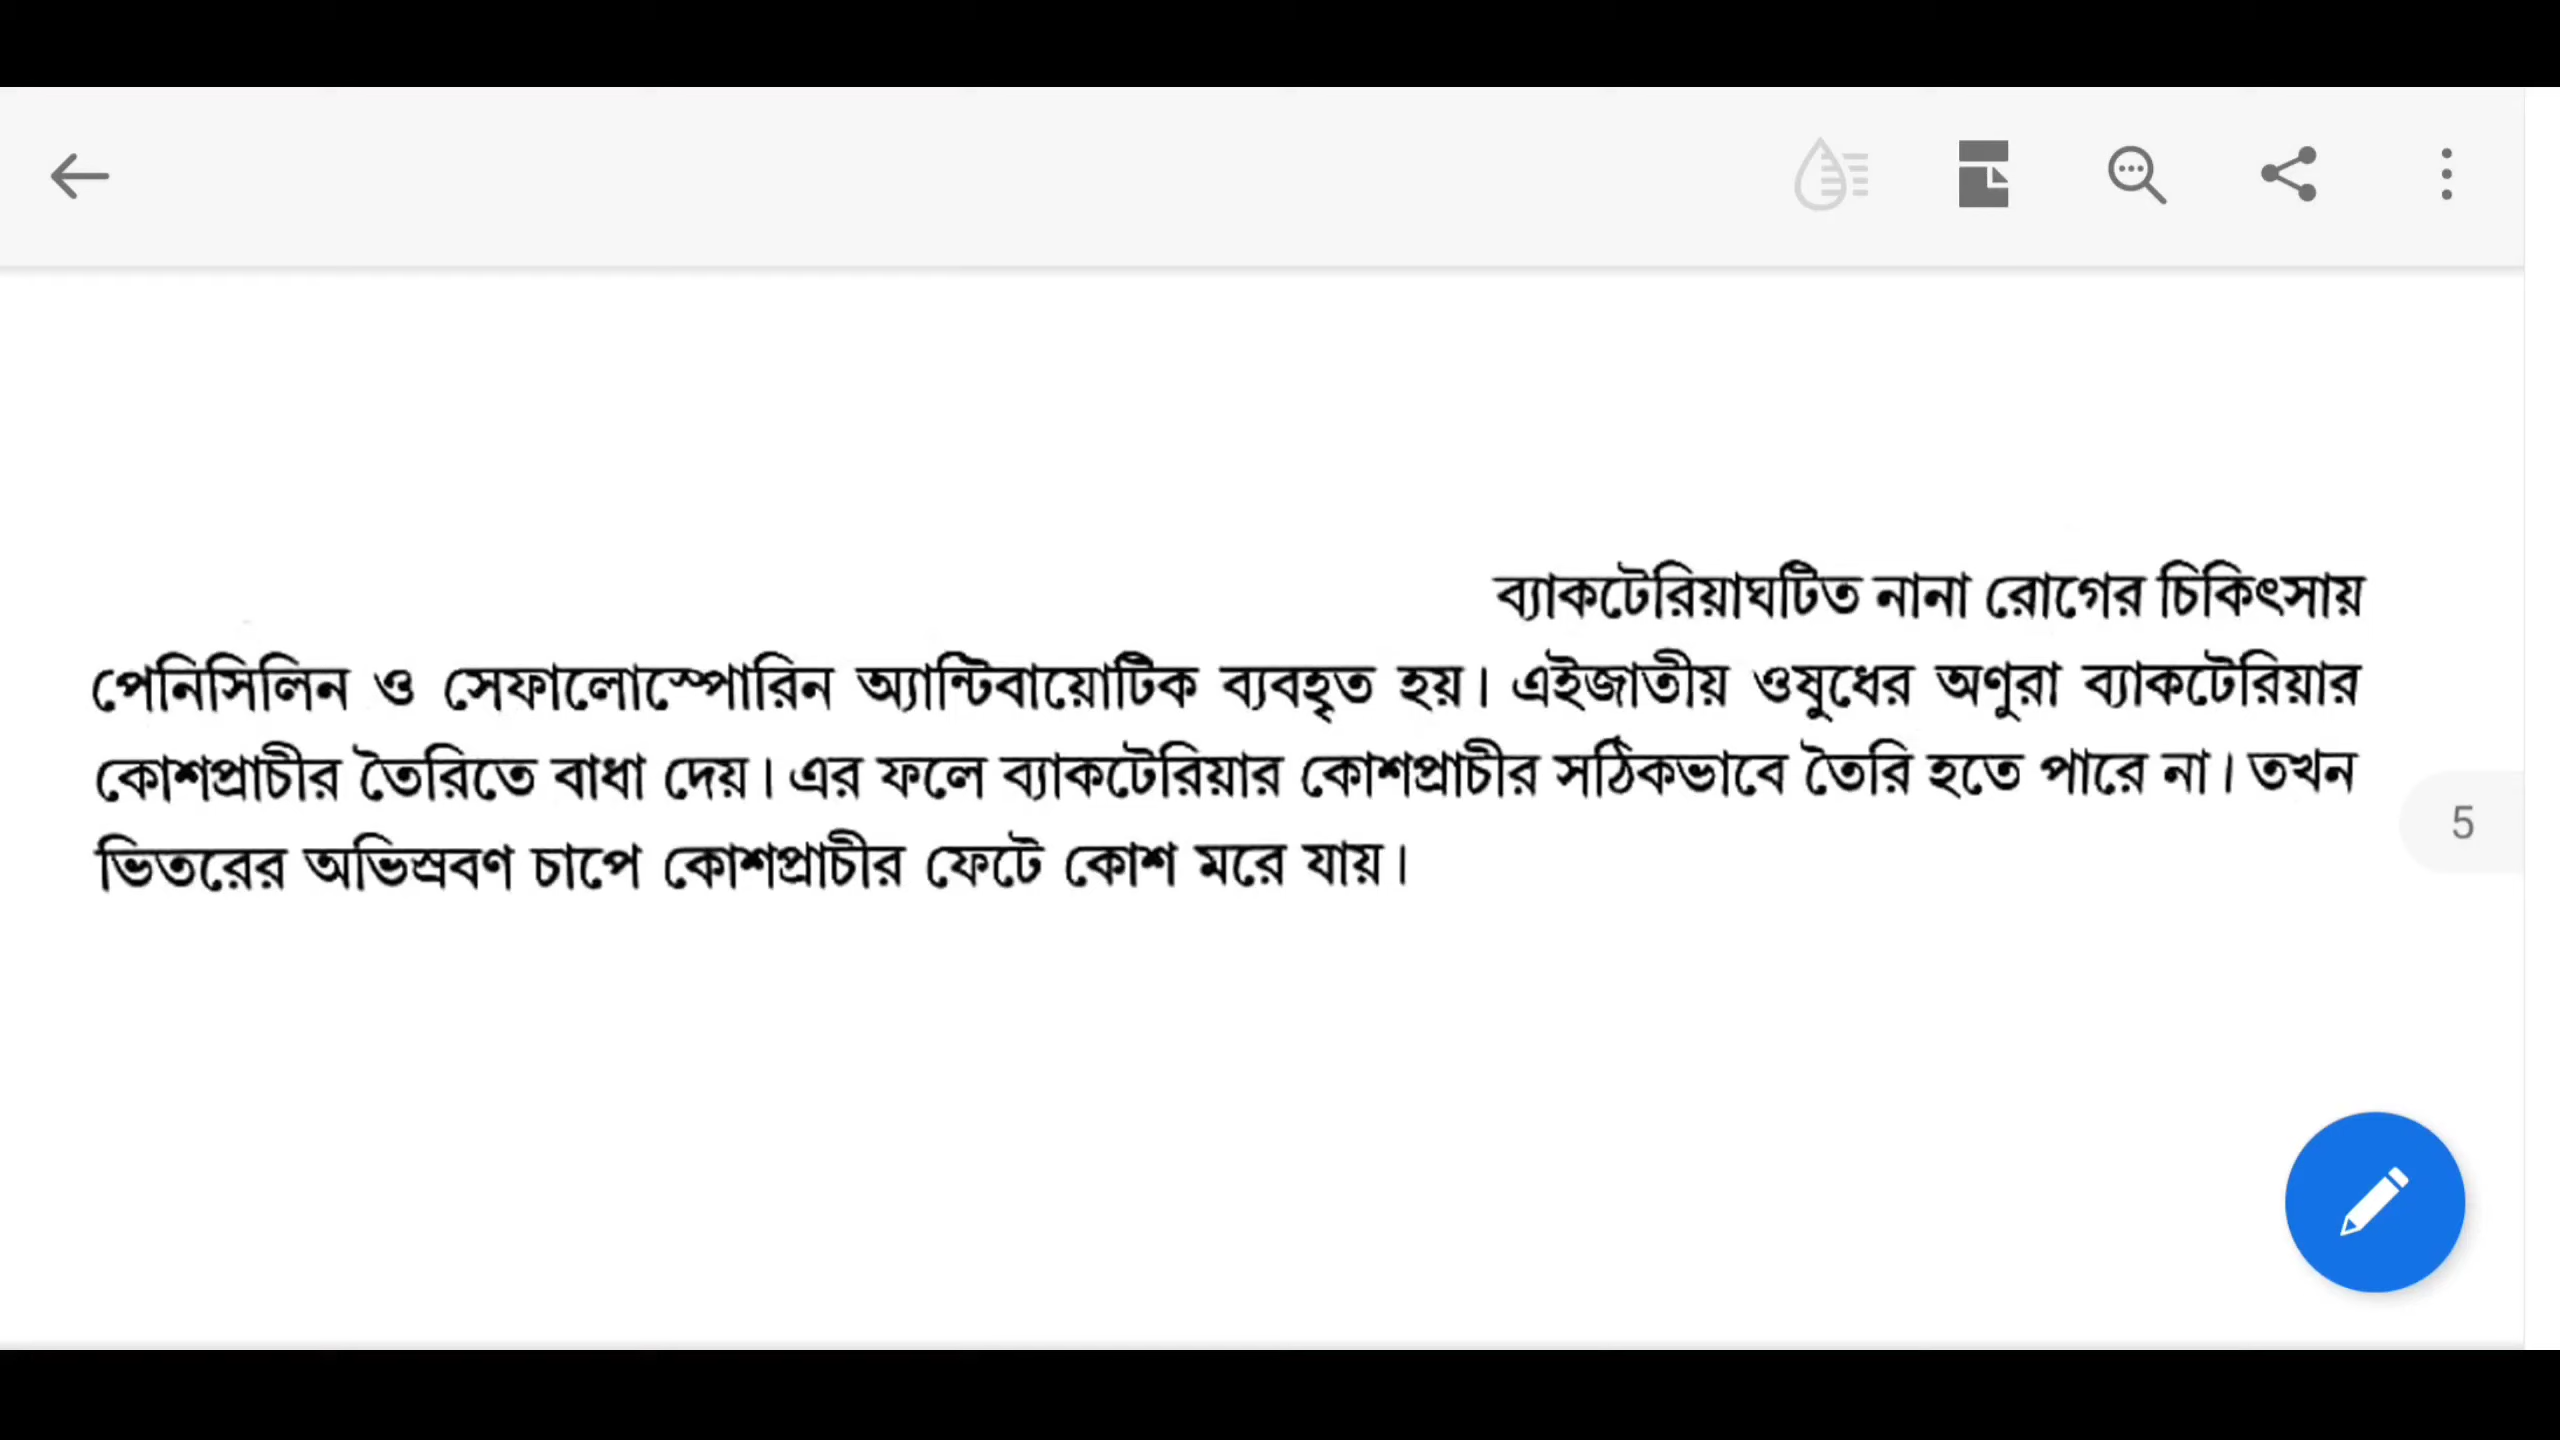 ব্যাকটেরিয়াঘটিত নানা রোগের চিকিৎসায়
পেনিসিলিন ও সেফালোস্পোরিন অ্যান্টিবায়োটিক ব্যবহৃত হয়। এইজাতীয় ওষুধের অণুরা ব্যাকটেরিয়ার
কোশপ্রাচীর তৈরিতে বাধা দেয়। এর ফলে ব্যাকটেরিয়ার কোশপ্রাচীর সঠিকভাবে তৈরি হতে পারে না। তখন
ভিতরের অভিস্রবণ চাপে কোশপ্রাচীর ফেটে কোশ মরে যায়।
5